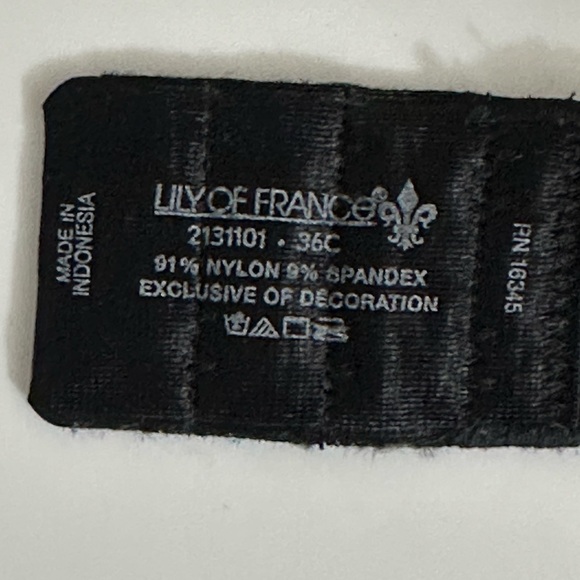 MADE IN
INDONESIA
LILY OF FRANCE
2131101 • 36C
91% NYLON 9% SPANDEX
EXCLUSIVE OF DECORATION
RN 16345